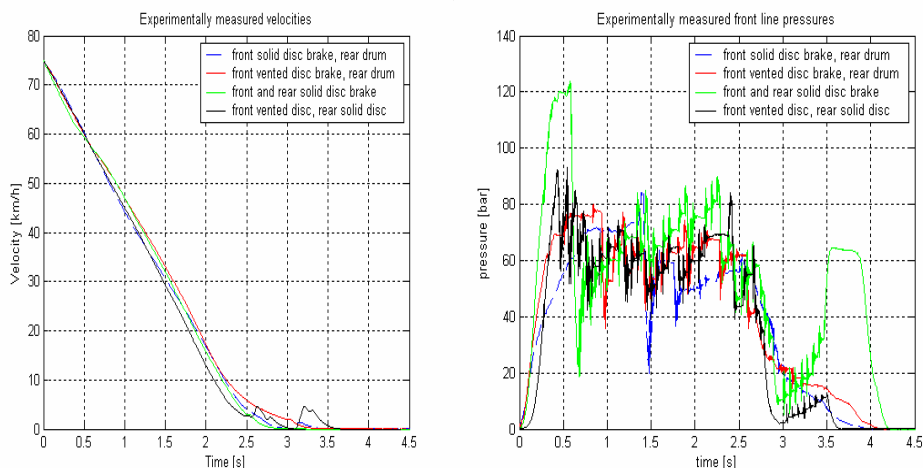 Experimentally measured velocities
80
70
60
50
40
30
20
10
0
Velocity [km/h]
front solid disc brake, rear drum
front vented disc brake, rear drum
front and rear solid disc brake
front vented disc, rear solid disc
0 0.5 1 1.5 2 2.5 3 3.5 4 4.5
Time [s]
Experimentally measured front line pressures
140
120
100
80
60
40
20
0
pressure [bar]
front solid disc brake, rear drum
front vented disc brake, rear drum
front and rear solid disc brake
front vented disc, rear solid disc
0 0.5 1 1.5 2 2.5 3 3.5 4 4.5
time [s]